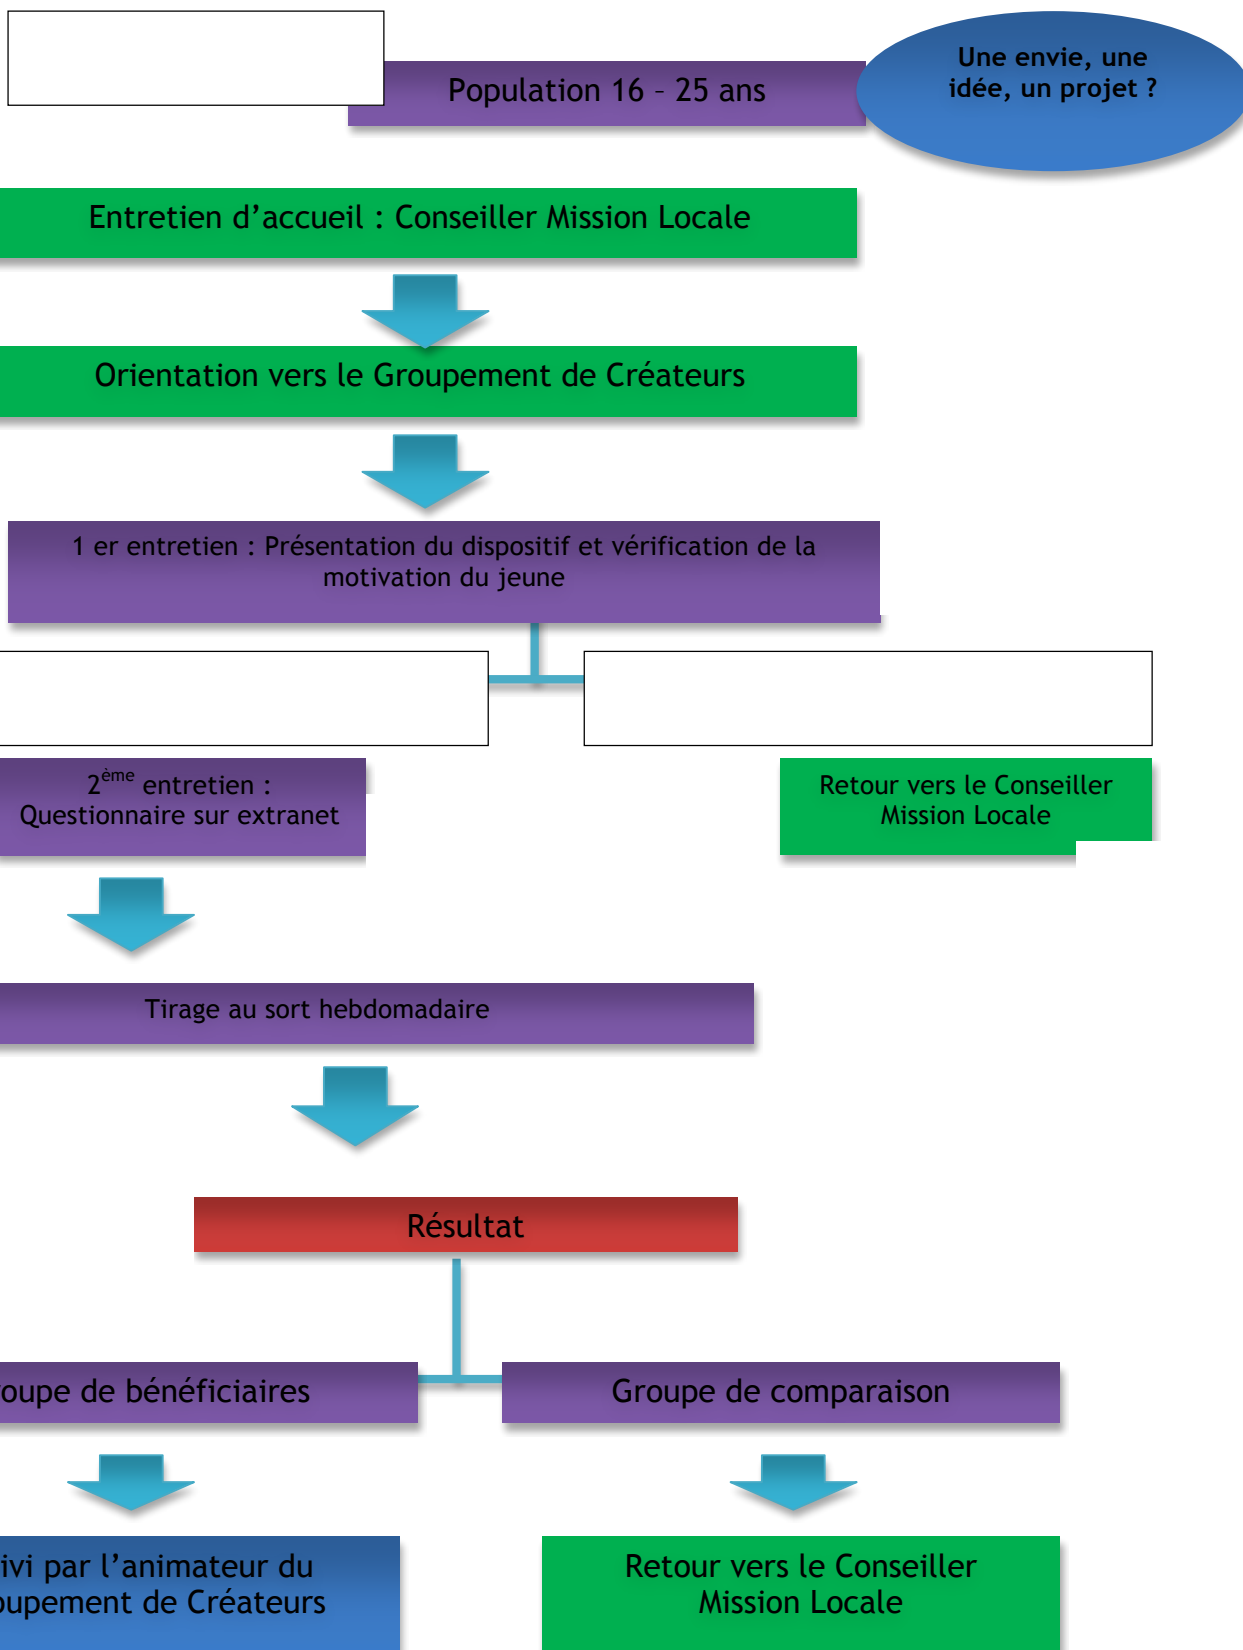 Une envie, une
idée, un projet ?
Population 16 – 25 ans
Entretien d’accueil : Conseiller Mission Locale
Orientation vers le Groupement de Créateurs
1 er entretien : Présentation du dispositif et vérification de la
motivation du jeune
2ème entretien :
Questionnaire sur extranet
Retour vers le Conseiller
Mission Locale
Tirage au sort hebdomadaire
Résultat
oupe de bénéficiaires
Groupe de comparaison
ivi par l’animateur du
oupement de Créateurs
Retour vers le Conseiller
Mission Locale